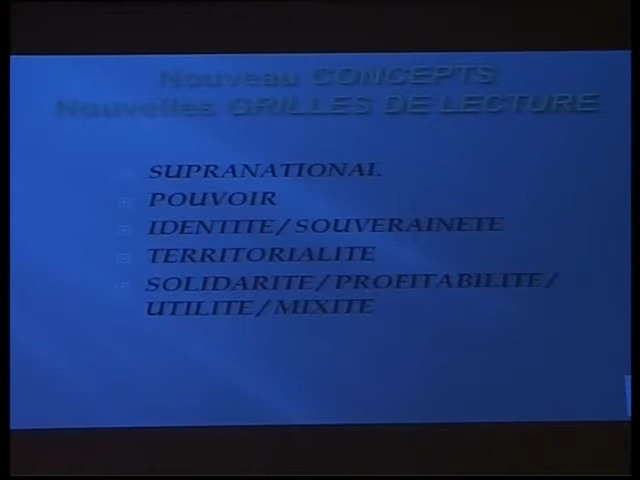 Nouveau CONCEPTS
Nouvelles GRILLES DE LECTURE
SUPRANATIONAL
POUVOIR
IDENTITE / SOUVERAINETE
TERRITORIALITE
SOLIDARITE / PROFITABILITE /
UTILITE / MIXITE